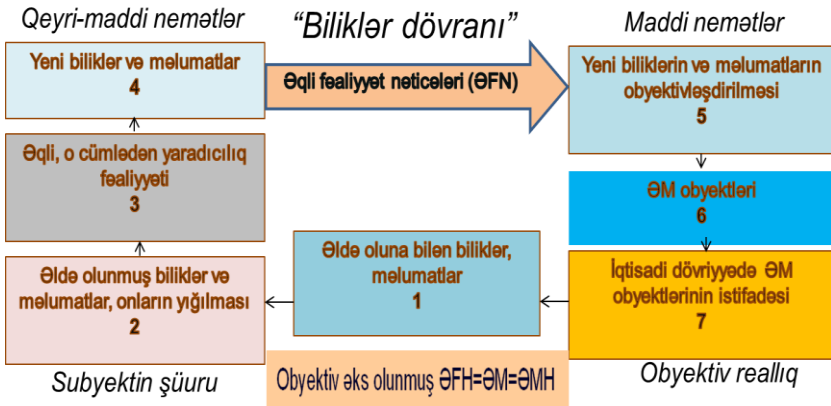 Qeyri-maddi nemətlər
“Biliklər dövranı”
Maddi nemətlər
Yeni biliklər və məlumatlar
4
Əqli fəaliyyət nəticələri (ƏFN)
Yeni biliklərin və məlumatların
obyektivləşdirilməsi
5
Əqli, o cümlədən yaradıcılıq
fəaliyyəti
3
ƏM obyektləri
6
Əldə oluna bilən biliklər,
məlumatlar
1
Əldə olunmuş biliklər və
məlumatlar, onların yığılması
2
İqtisadi dövriyyədə ƏM
obyektlərinin istifadəsi
7
Subyektin şüuru
Obyektiv əks olunmuş ƏFH=ƏM=ƏMH
Obyektiv reallıq